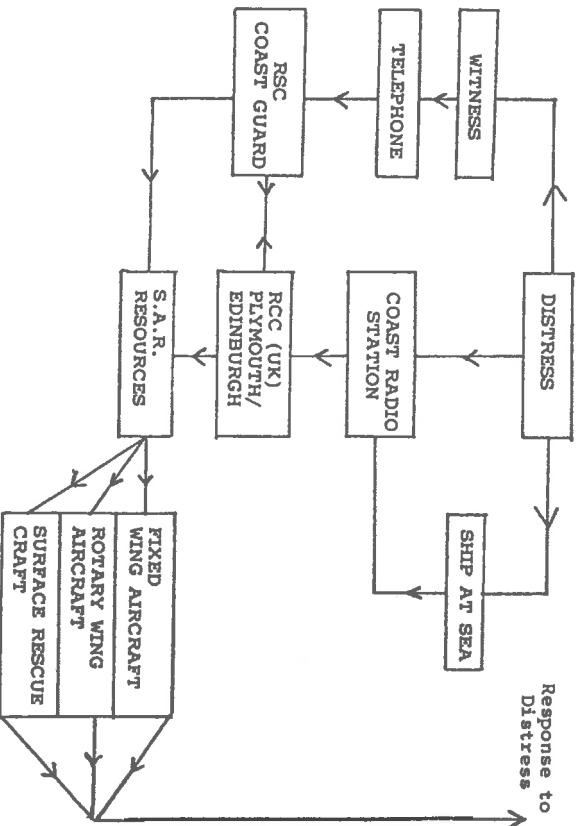 DISTRESS
WITNESS
TELEPHONE
RSC
COAST GUARD
COAST RADIO
STATION
SHIP AT SEA
RCC (UK)
PLYMOUTH/
EDINBURGH
S.A.R.
RESOURCES
FIXED
WING AIRCRAFT
ROTARY WING
AIRCRAFT
SURFACE RESCUE
CRAFT
Response to
Distress